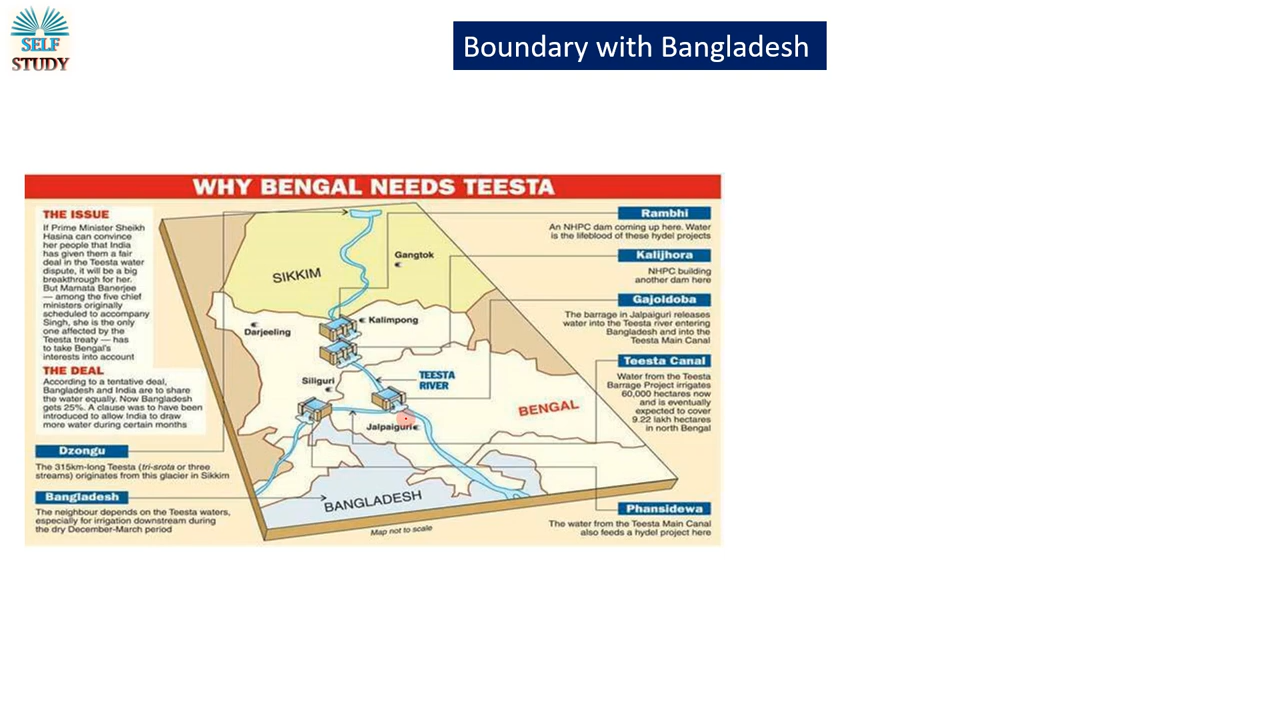 SELF
STUDY
Boundary with Bangladesh
WHY BENGAL NEEDS TEESTA
THE ISSUE
If Prime Minister Sheikh
Hasina can convince
her people that India
has given them a fair
deal in the Teesta water
dispute, it will be a big
breakthrough for her.
But Mamata Banerjee
— among the five chief
ministers originally
scheduled to accompany
Singh, she is the only
one affected by the
Teesta treaty — has
to take Bengal's
interests into account
THE DEAL
According to a tentative deal,
Bangladesh and India are to share
the water equally. Now Bangladesh
gets 25%. A clause was to have been
introduced to allow India to draw
more water during certain months
Dzongu
The 315km-long Teesta (tri-srota or three
streams) originates from this glacier in Sikkim
Bangladesh
The neighbour depends on the Teesta waters,
especially for irrigation downstream during
the dry December-March period
SIKKIM
Gangtok
Kalimpong
Darjeeling
Siliguri
TEESTA
RIVER
Jalpaiguri
BENGAL
BANGLADESH
Map not to scale
Rambhi
An NHPC dam coming up here. Water
is the lifeblood of these hydel projects
Kalijhora
NHPC building
another dam here
Gajoldoba
The barrage in Jalpaiguri releases
water into the Teesta river entering
Bangladesh and into the
Teesta Main Canal
Teesta Canal
Water from the Teesta
Barrage Project irrigates
60,000 hectares now
and is eventually
expected to cover
9.22 lakh hectares
in north Bengal
Phansidewa
The water from the Teesta Main Canal
also feeds a hydel project here